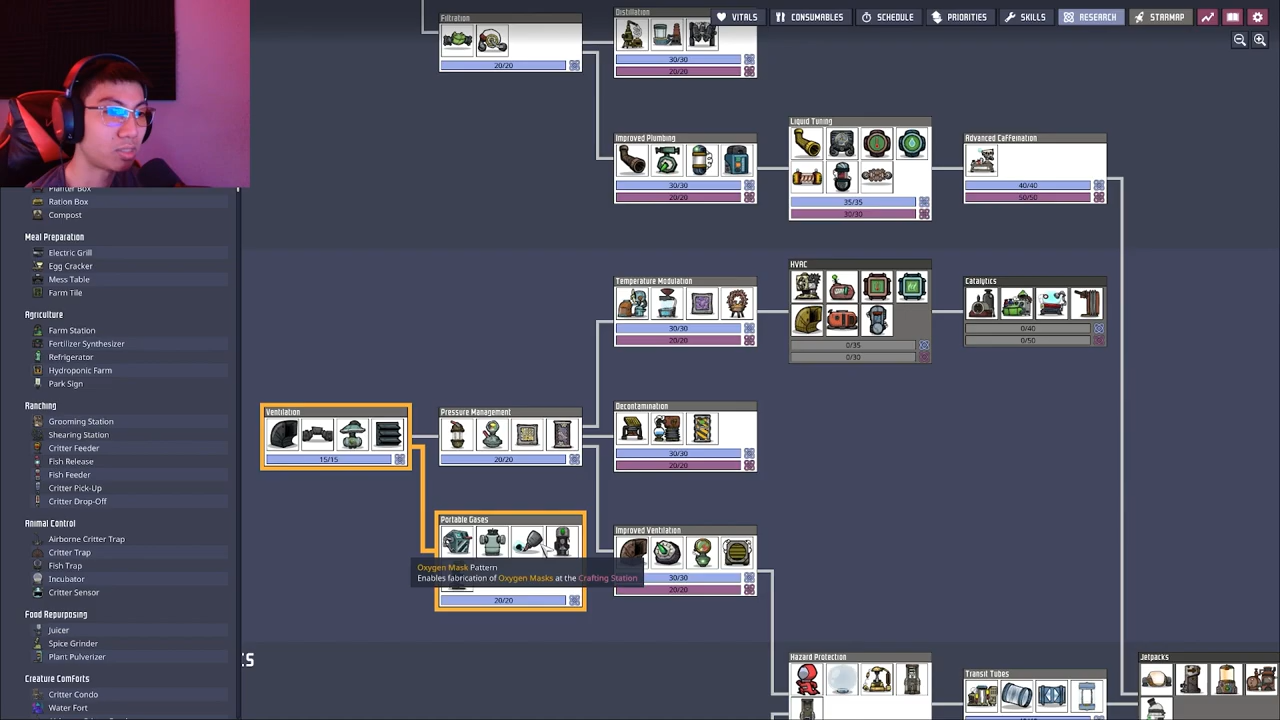 VITALS
CONSUMABLES
SCHEDULE
PRIORITIES
SKILLS
RESEARCH
STARMAP
Filtration
20/20
Distillation
30/30
20/20
Improved Plumbing
30/30
20/20
Liquid Tuning
35/35
30/30
Advanced Caffeination
40/40
50/50
Planter Box
Ration Box
Compost
Meal Preparation
Electric Grill
Egg Cracker
Mess Table
Farm Tile
Agriculture
Farm Station
Fertilizer Synthesizer
Refrigerator
Hydroponic Farm
Park Sign
Ranching
Grooming Station
Shearing Station
Critter Feeder
Fish Release
Fish Feeder
Critter Pick-Up
Critter Drop-Off
Animal Control
Airborne Critter Trap
Critter Trap
Fish Trap
Incubator
Critter Sensor
Food Repurposing
Juicer
Spice Grinder
Plant Pulverizer
Creature Comforts
Critter Condo
Water Fort
Temperature Modulation
30/30
20/20
HVAC
0/35
0/30
Catalytics
0/40
0/50
Ventilation
15/15
Pressure Management
20/20
Decontamination
30/30
20/20
Portable Gases
Oxygen Mask Pattern
Enables fabrication of Oxygen Masks at the Crafting Station
20/20
Improved Ventilation
30/30
20/20
Hazard Protection
Transit Tubes
Jetpacks